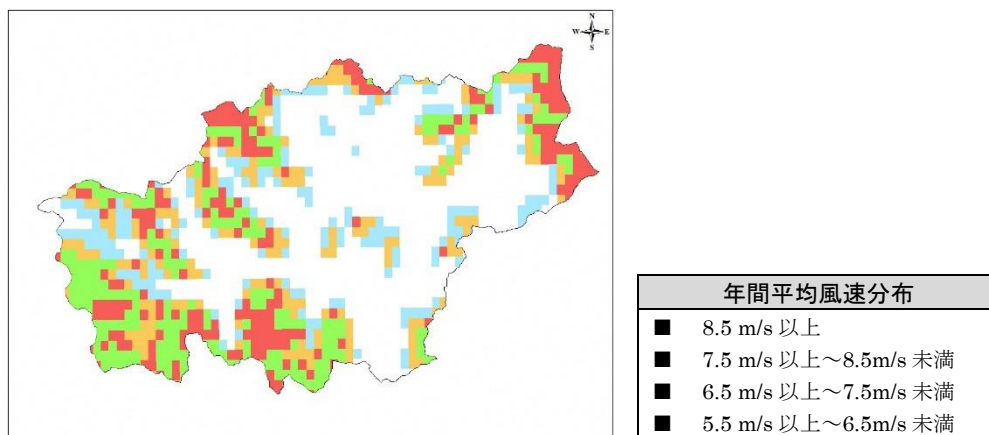 N
W E
S
年間平均風速分布
■ 8.5 m/s 以上
■ 7.5 m/s 以上～8.5m/s 未満
■ 6.5 m/s 以上～7.5m/s 未満
■ 5.5 m/s 以上～6.5m/s 未満